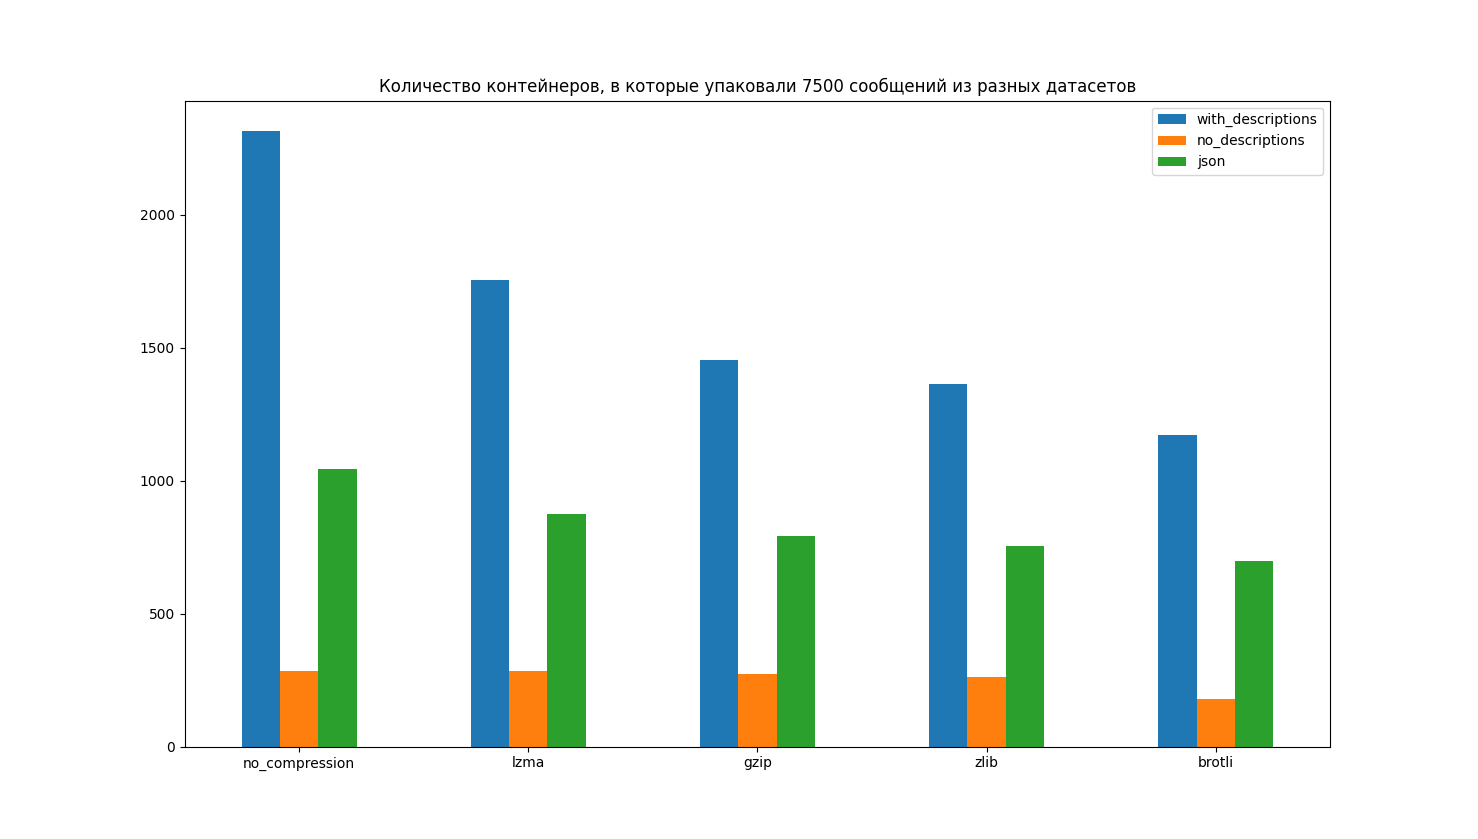 Количество контейнеров, в которые упаковали 7500 сообщений из разных датасетов
with_descriptions
no_descriptions
json
2000
1500
1000
500
0
no_compression
lzma
gzip
zlib
brotli